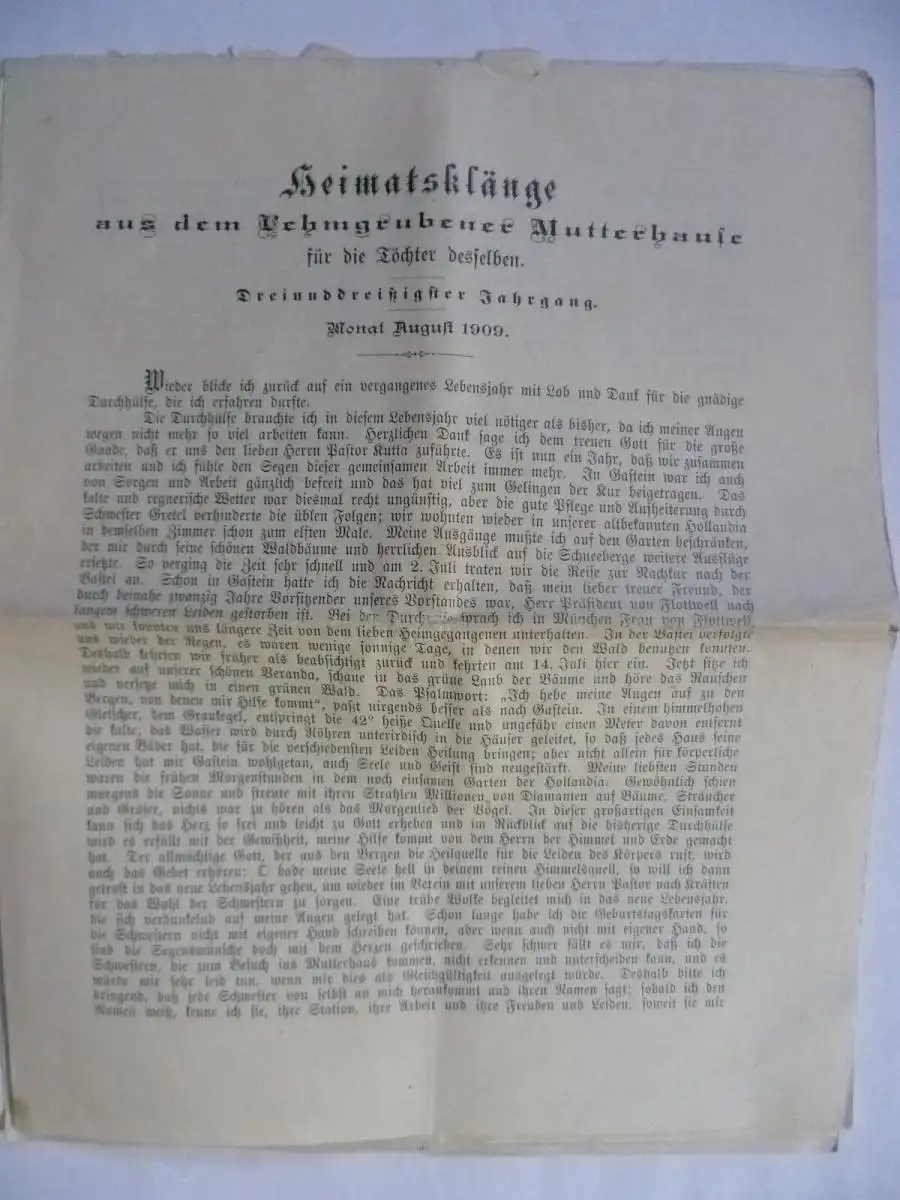 Heimatsklänge
aus dem Lehmgrubener Mutterhause
für die Töchter desselben.
Dreiunddreißigster Jahrgang.
Monat August 1909.
Wieder blicke ich zurück auf ein vergangenes Lebensjahr mit Lob und Dank für die gnädige
Durchhülfe, die ich erfahren durfte.
Die Durchhülfe brauchte ich in diesem Lebensjahr viel nötiger als bisher, da ich meiner Augen
wegen nicht mehr so viel arbeiten kann. Herzlichen Dank sage ich dem treuen Gott für die große
Gnade, daß er uns den lieben Herrn Pastor Kutta zuführte. Es ist nun ein Jahr, daß wir zusammen
arbeiten und ich fühle den Segen dieser gemeinsamen Arbeit immer mehr. In Gastein war ich auch
von Sorgen und Arbeit gänzlich befreit und das hat viel zum Gelingen der Kur beigetragen. Das
kalte und regnerische Wetter war diesmal recht ungünstig, aber die gute Pflege und Aufheiterung durch
Schwester Gretel verhinderte die üblen Folgen; wir wohnten wieder in unserer altbekannten Hollandia
in demselben Zimmer schon zum elften Male. Meine Ausgänge mußte ich auf den Garten beschränken,
der mir durch seine schönen Waldbäume und herrlichen Ausblick auf die Schneeberge weitere Ausflüge
ersetzte. So verging die Zeit sehr schnell und am 2. Juli traten wir die Reise zur Nachkur nach der
Bastei an. Schon in Gastein hatte ich die Nachricht erhalten, daß mein lieber treuer Freund, der
durch beinahe zwanzig Jahre Vorsitzender unseres Vorstandes war, Herr Präsident von Flottwell nach
langem schweren Leiden gestorben ist. Bei der sprach ich in München Frau von Flottwell
und wir konnten uns längere Zeit von dem lieben Heimgegangenen unterhalten. In der Bastei verfolgte
uns wieder der Regen, es waren wenige sonnige Tage, in denen wir den Wald benutzen konnten.
Deshalb kehrten wir früher als beabsichtigt zurück und kehrten am 14. Juli hier ein. Jetzt sitze ich
wieder auf unserer schönen Veranda, schaue in das grüne Laub der Bäume und höre das Rauschen
und versetze mich in einen grünen Wald. Das Psalmwort: „Ich hebe meine Augen auf zu den
Bergen, von denen mir Hilfe kommt“, paßt nirgends besser als nach Gastein. In einem himmelhohen
Gletscher, dem Graukegel, entspringt die 42° heiße Quelle und ungefähr einen Meter davon entfernt
die kalte; das Wasser wird durch Röhren unterirdisch in die Häuser geleitet, so daß jedes Haus seine
eigenen Bäder hat, die für die verschiedensten Leiden Heilung bringen; aber nicht allein für körperliche
Leiden hat mir Gastein wohlgetan, auch Seele und Geist sind neugestärkt. Meine liebsten Stunden
waren die frühen Morgenstunden in dem noch einsamen Garten der Hollandia. Gewöhnlich schien
morgens die Sonne und streute mit ihren Strahlen Millionen von Diamanten auf Bäume, Sträucher
und Gräser, nichts war zu hören als das Morgenlied der Vögel. In dieser großartigen Einsamkeit
kann sich das Herz so frei und leicht zu Gott erheben und im Rückblick auf die bisherige Durchhülfe
wird es erfüllt mit der Gewißheit, meine Hilfe kommt von dem Herrn der Himmel und Erde gemacht
hat. Der allmächtige Gott, der aus den Bergen die Heilquelle für die Leiden des Körpers ruft, wird
auch das Gebet erhören: O bade meine Seele hell in deinem reinen Himmelsquell, so will ich dann
getrost in das neue Lebensjahr gehen, um wieder im Verein mit unserem lieben Herrn Pastor nach Kräften
für das Wohl der Schwestern zu sorgen. Eine trübe Wolke begleitet mich in das neue Lebensjahr,
die sich verdunkelnd auf meine Augen gelegt hat. Schon lange habe ich die Geburtstagskarten für
die Schwestern nicht mit eigener Hand schreiben können, aber wenn auch nicht mit eigener Hand, so
sind die Segenswünsche doch mit dem Herzen geschrieben. Sehr schwer fällt es mir, daß ich die
Schwestern, die zum Besuch ins Mutterhaus kommen, nicht erkennen und unterscheiden kann, und es
würde mir sehr leid tun, wenn mir dies als Gleichgültigkeit ausgelegt würde. Deshalb bitte ich
dringend, daß jede Schwester von selbst an mich herankommt und ihren Namen sagt; sobald ich den
Namen weiß, kenne ich sie, ihre Station, ihre Arbeit und ihre Freuden und Leiden, soweit sie mir